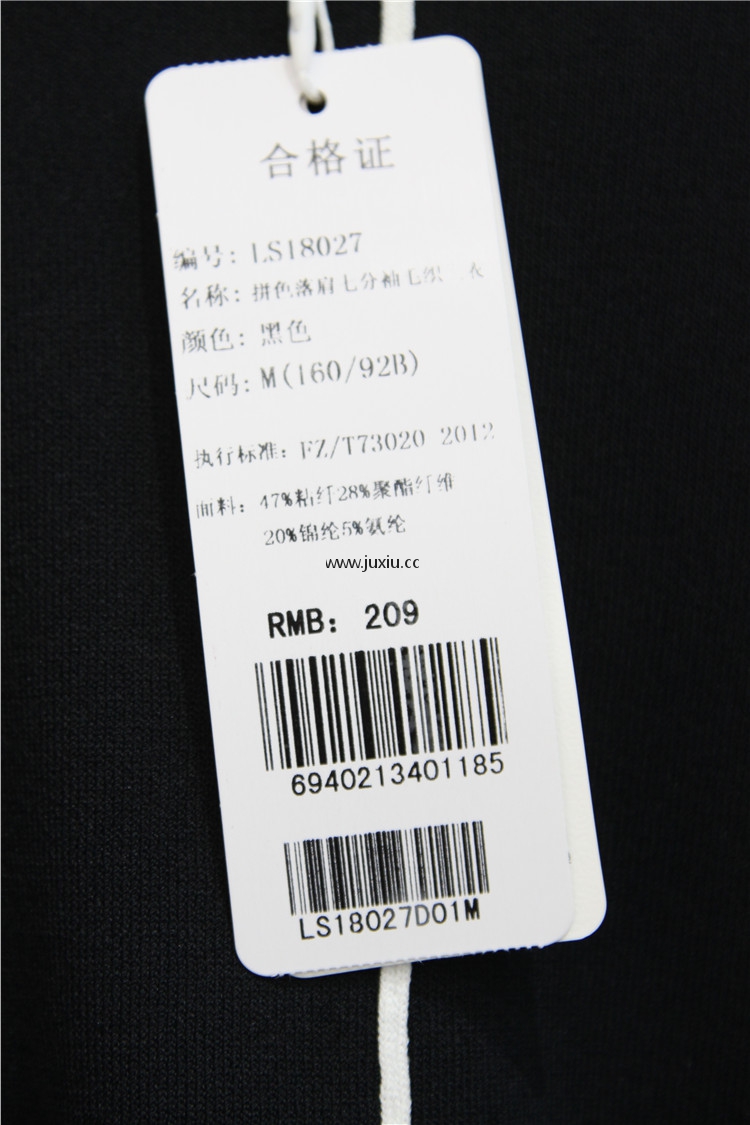 合格证
编号: LS18027
名称: 拼色落肩七分袖毛织 衣
颜色: 黑色
尺码: M(160/92B)
执行标准: FZ/T73020 2012
面料: 47%粘纤28%聚酯纤维
20%锦纶5%氨纶
www.juxiu.cc
RMB: 209
6940213401185
LS18027D01M